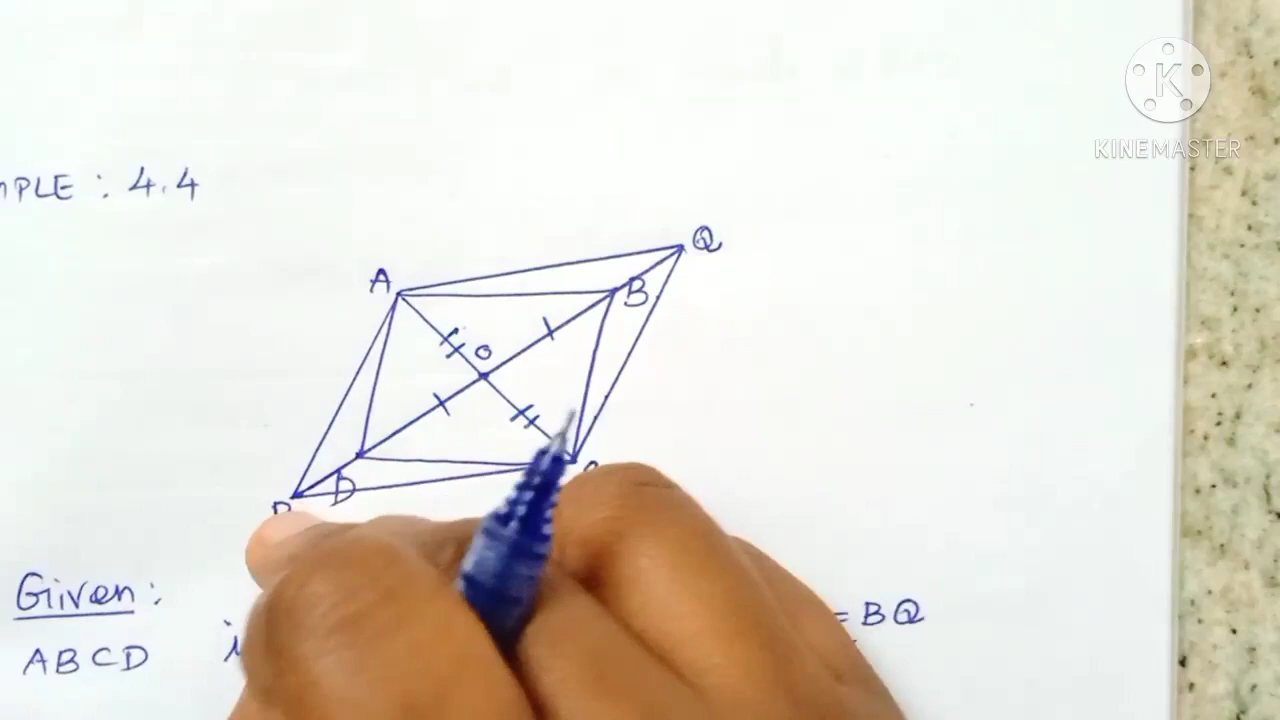 MPLE : 4.4
Q
A
B
O
D
Given :
= BQ
ABCD
K
KINEMASTER